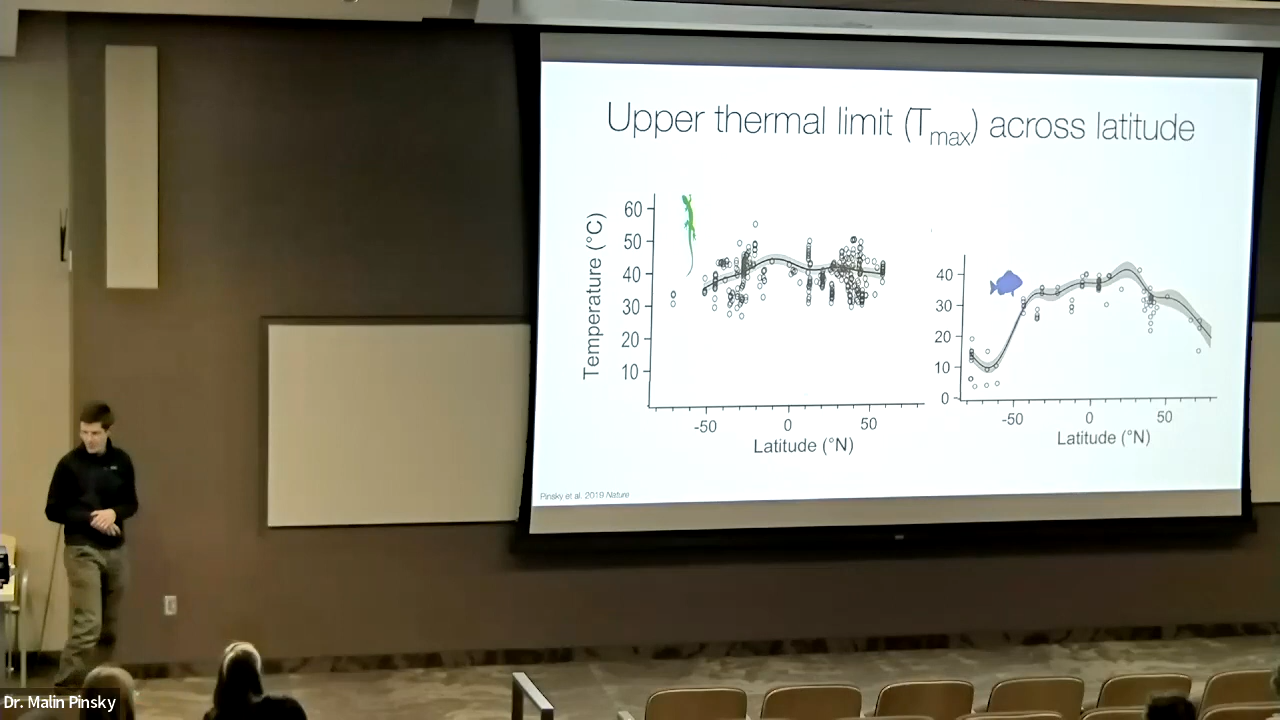 Upper thermal limit (Tmax) across latitude
60
50
40
30
20
10
Temperature (°C)
-50 0 50
Latitude (°N)
40
30
20
10
0
-50 0 50
Latitude (°N)
Pinsky et al. 2019 Nature
Dr. Malin Pinsky